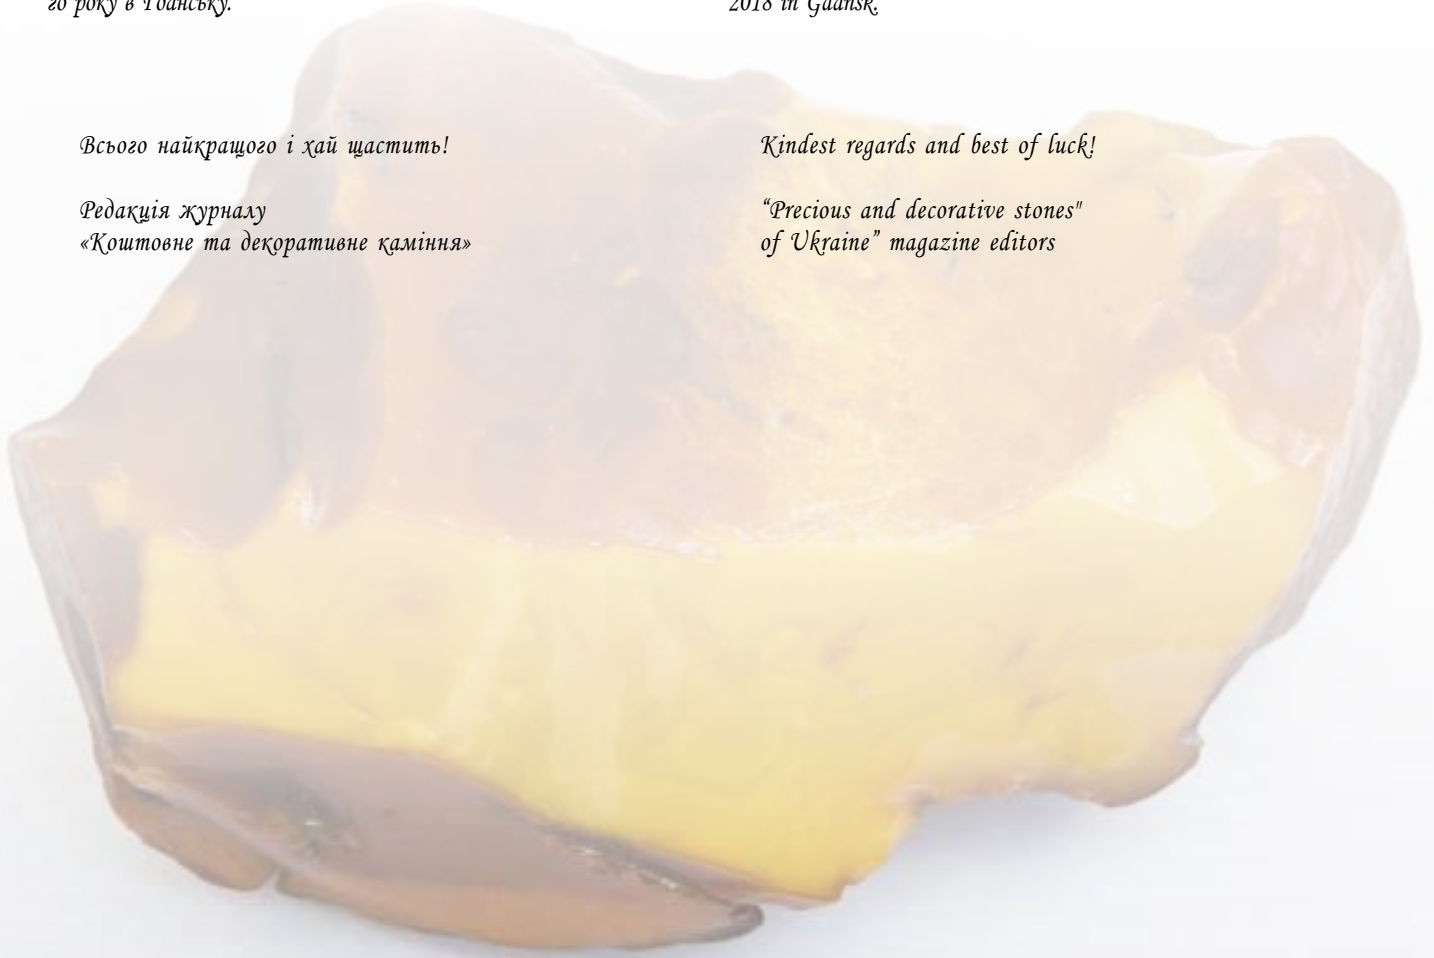 го року в Гданську.
Всього найкращого і хай щастить!
Редакція журналу
«Коштовне та декоративне каміння»
2018 in Gdańsk.
Kindest regards and best of luck!
“Precious and decorative stones"
of Ukraine” magazine editors